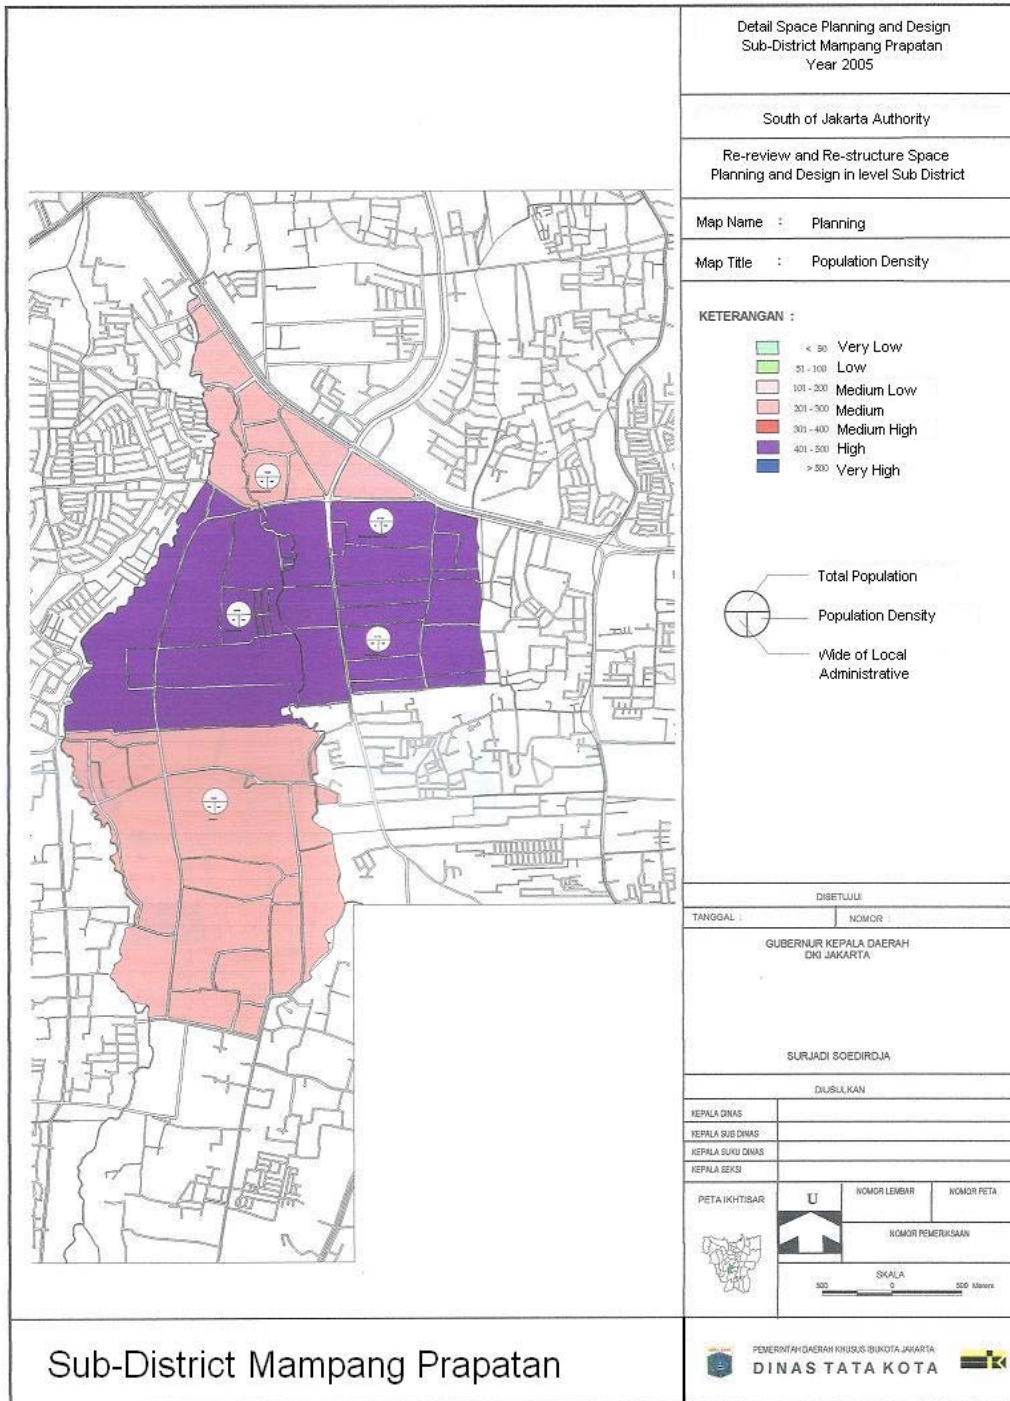 Detail Space Planning and Design
Sub-District Mampang Prapatan
Year 2005
South of Jakarta Authority
Re-review and Re-structure Space
Planning and Design in level Sub District
Map Name : Planning
Map Title : Population Density
KETERANGAN :
< 50 Very Low
51 - 100 Low
101 - 200 Medium Low
201 - 300 Medium
301 - 400 Medium High
401 - 500 High
> 500 Very High
Total Population
Population Density
Wide of Local
Administrative
DISETUJUI
TANGGAL : NOMOR :
GUBERNUR KEPALA DAERAH
DKI JAKARTA
SURJADI SOEDIRDJA
DIUSULKAN
KEPALA DINAS
KEPALA SUB DINAS
KEPALA SUKU DINAS
KEPALA SEKSI
PETA IKHTISAR
U
NOMOR LEMBAR NOMOR PETA
NOMOR PEMERIKSAAN
SKALA
500 0 500 Meters
Sub-District Mampang Prapatan
PEMERINTAH DAERAH KHUSUS IBUKOTA JAKARTA
DINAS TATA KOTA